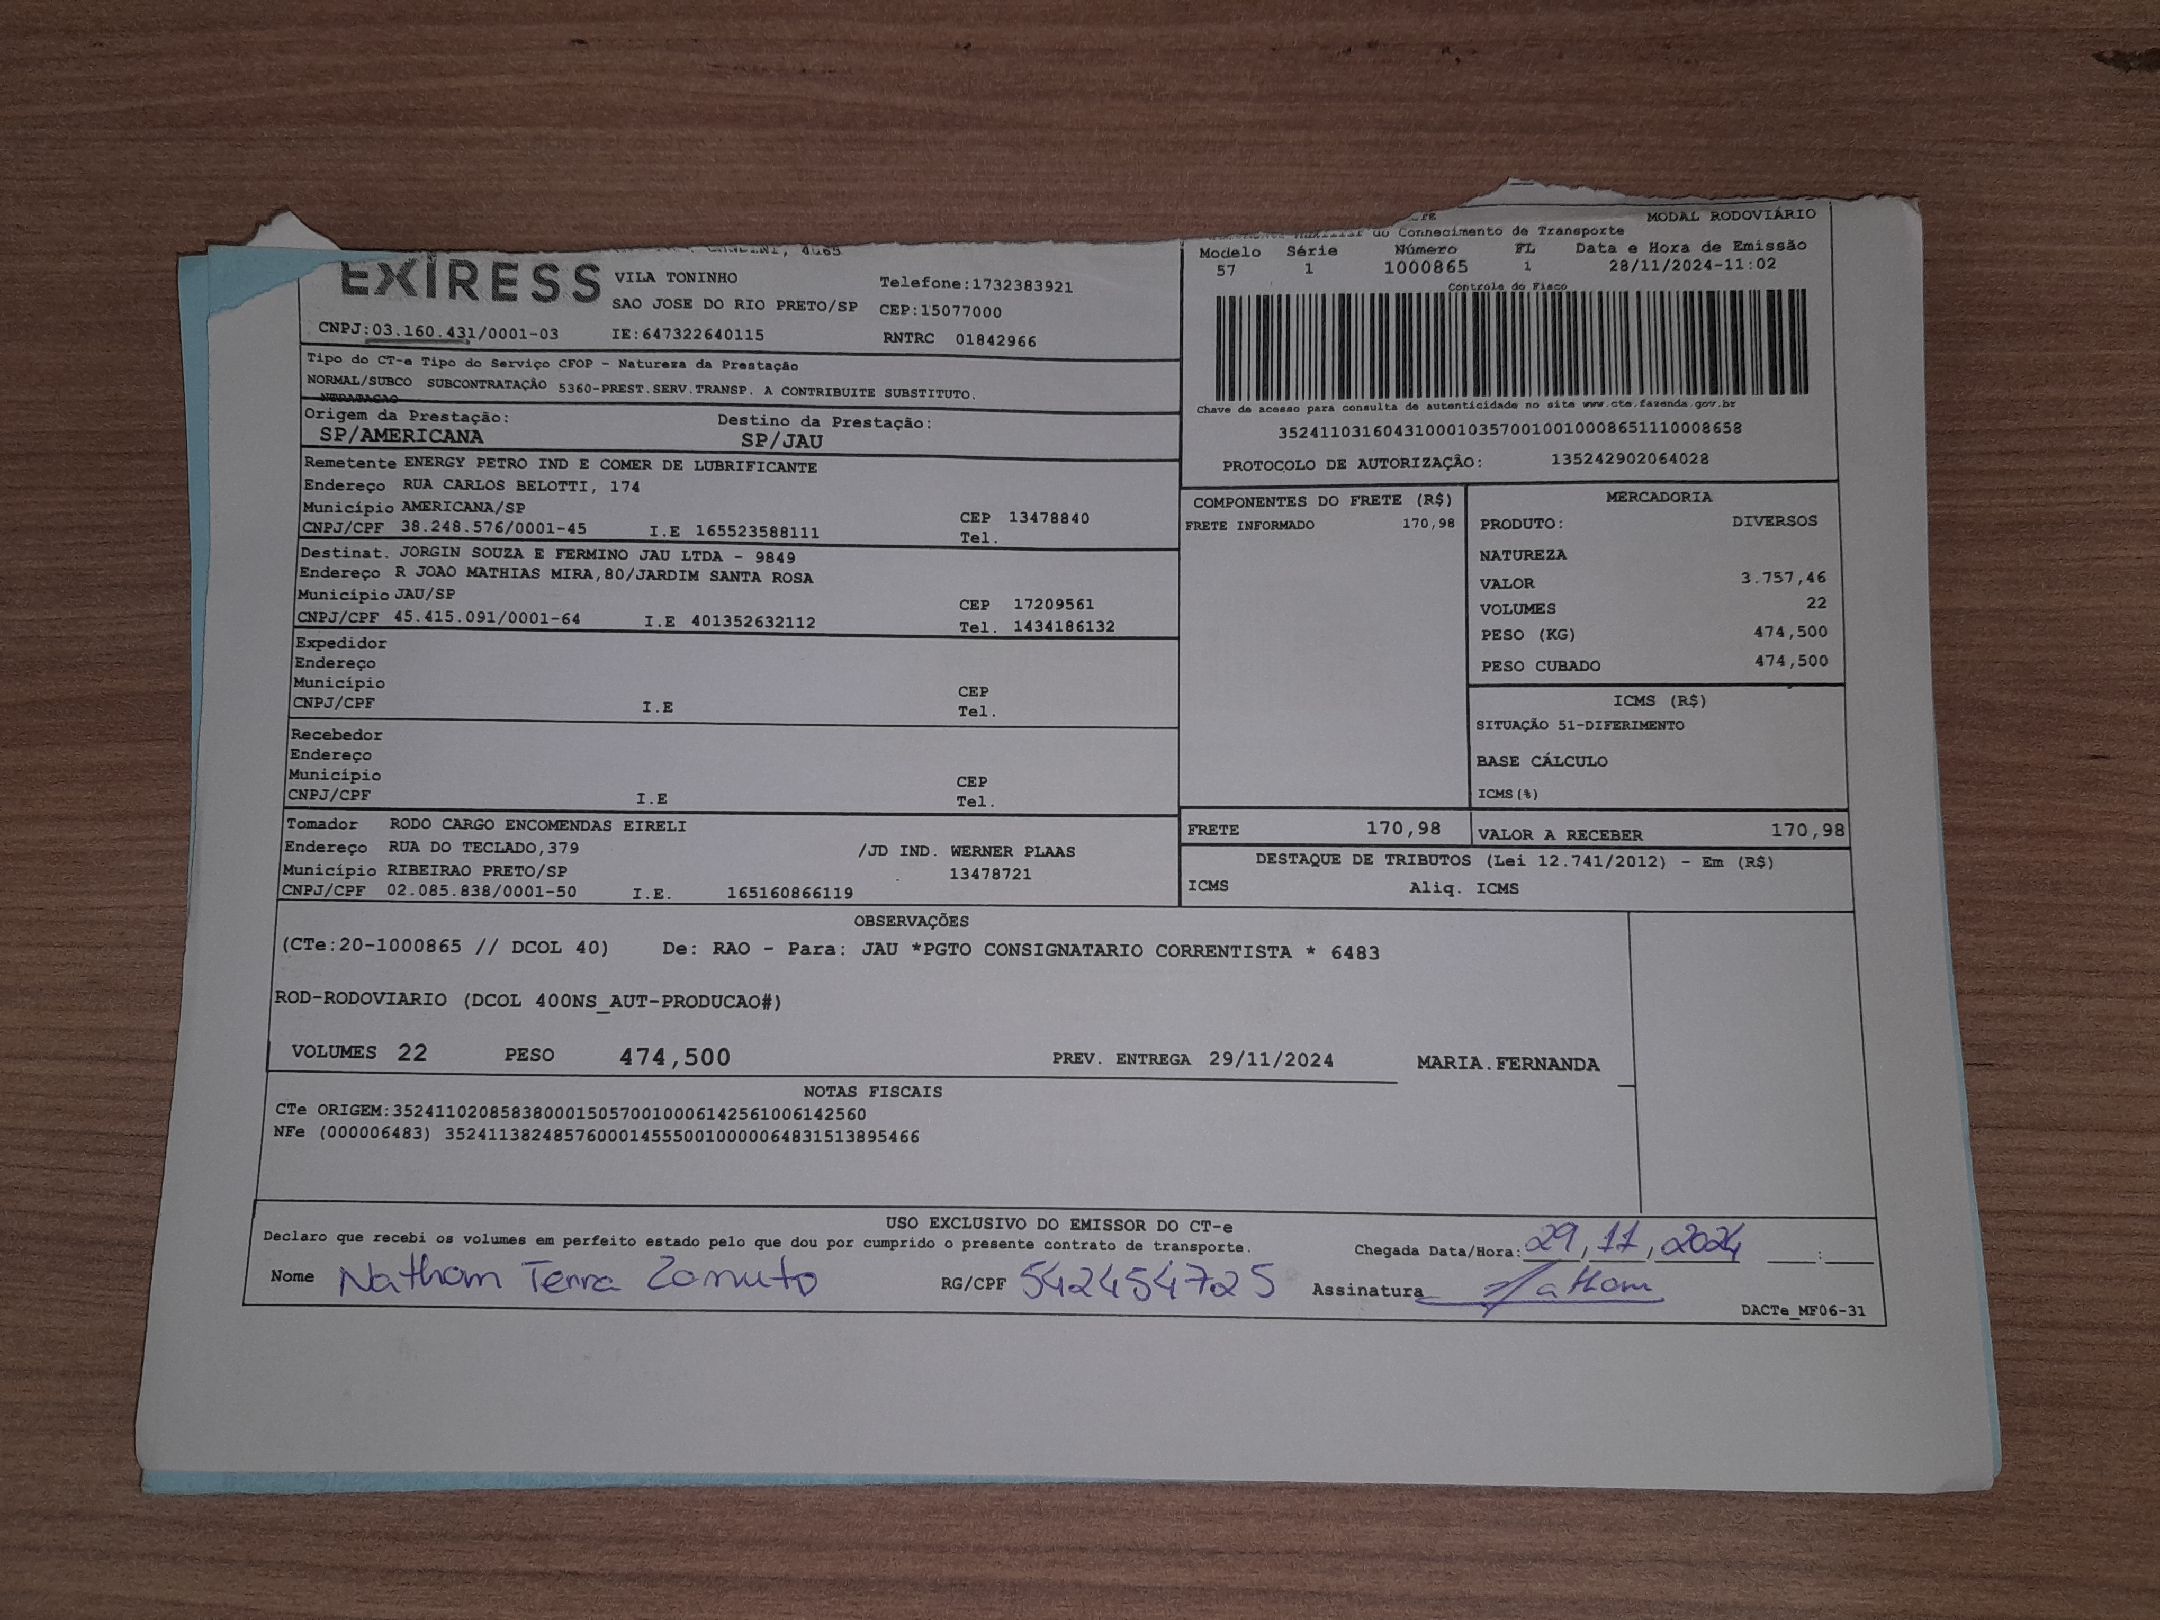 MODAL RODOVIÁRIO
do Conhecimento de Transporte
Modelo Série Número FL Data e Hora de Emissão
57 1 1000865 1 28/11/2024-11:02
Controle do Fisco
EXIRESS
VILA TONINHO
Telefone:1732383921
SAO JOSE DO RIO PRETO/SP CEP:15077000
CNPJ:03.160.431/0001-03 IE:647322640115 RNTRC 01842966
Tipo do CT-e Tipo do Serviço CFOP - Natureza da Prestação
NORMAL/SUBCO SUBCONTRATAÇÃO 5360-PREST.SERV.TRANSP. A CONTRIBUITE SUBSTITUTO.
NTRATACAO
Origem da Prestação: Destino da Prestação:
SP/AMERICANA SP/JAU
Chave de acesso para consulta de autenticidade no site www.cte.fazenda.gov.br
35241103160431000103570010010008651110008658
PROTOCOLO DE AUTORIZAÇÃO: 135242902064028
Remetente ENERGY PETRO IND E COMER DE LUBRIFICANTE
Endereço RUA CARLOS BELOTTI, 174
Município AMERICANA/SP CEP 13478840
CNPJ/CPF 38.248.576/0001-45 I.E 165523588111 Tel.
Destinat. JORGIN SOUZA E FERMINO JAU LTDA - 9849
Endereço R JOAO MATHIAS MIRA,80/JARDIM SANTA ROSA
Município JAU/SP CEP 17209561
CNPJ/CPF 45.415.091/0001-64 I.E 401352632112 Tel. 1434186132
Expedidor
Endereço
Município CEP
CNPJ/CPF I.E Tel.
Recebedor
Endereço
Município CEP
CNPJ/CPF I.E Tel.
Tomador RODO CARGO ENCOMENDAS EIRELI
Endereço RUA DO TECLADO,379 /JD IND. WERNER PLAAS
Município RIBEIRAO PRETO/SP 13478721
CNPJ/CPF 02.085.838/0001-50 I.E. 165160866119
COMPONENTES DO FRETE (R$)
FRETE INFORMADO 170,98
MERCADORIA
PRODUTO: DIVERSOS
NATUREZA
VALOR 3.757,46
VOLUMES 22
PESO (KG) 474,500
PESO CUBADO 474,500
ICMS (R$)
SITUAÇÃO 51-DIFERIMENTO
BASE CÁLCULO
ICMS(%)
FRETE 170,98 VALOR A RECEBER 170,98
DESTAQUE DE TRIBUTOS (Lei 12.741/2012) - Em (R$)
ICMS Aliq. ICMS
OBSERVAÇÕES
(CTe:20-1000865 // DCOL 40) De: RAO - Para: JAU *PGTO CONSIGNATARIO CORRENTISTA * 6483
ROD-RODOVIARIO (DCOL 400NS_AUT-PRODUCAO#)
VOLUMES 22 PESO 474,500 PREV. ENTREGA 29/11/2024 MARIA.FERNANDA
NOTAS FISCAIS
CTe ORIGEM:35241102085838000150570010006142561006142560
NFe (000006483) 35241138248576000145550010000064831513895466
USO EXCLUSIVO DO EMISSOR DO CT-e
Declaro que recebi os volumes em perfeito estado pelo que dou por cumprido o presente contrato de transporte. Chegada Data/Hora: 29,11,2024 :
Nome Nathom Terra Zanuto RG/CPF 542454725 Assinatura Nathom
DACTe_MF06-31